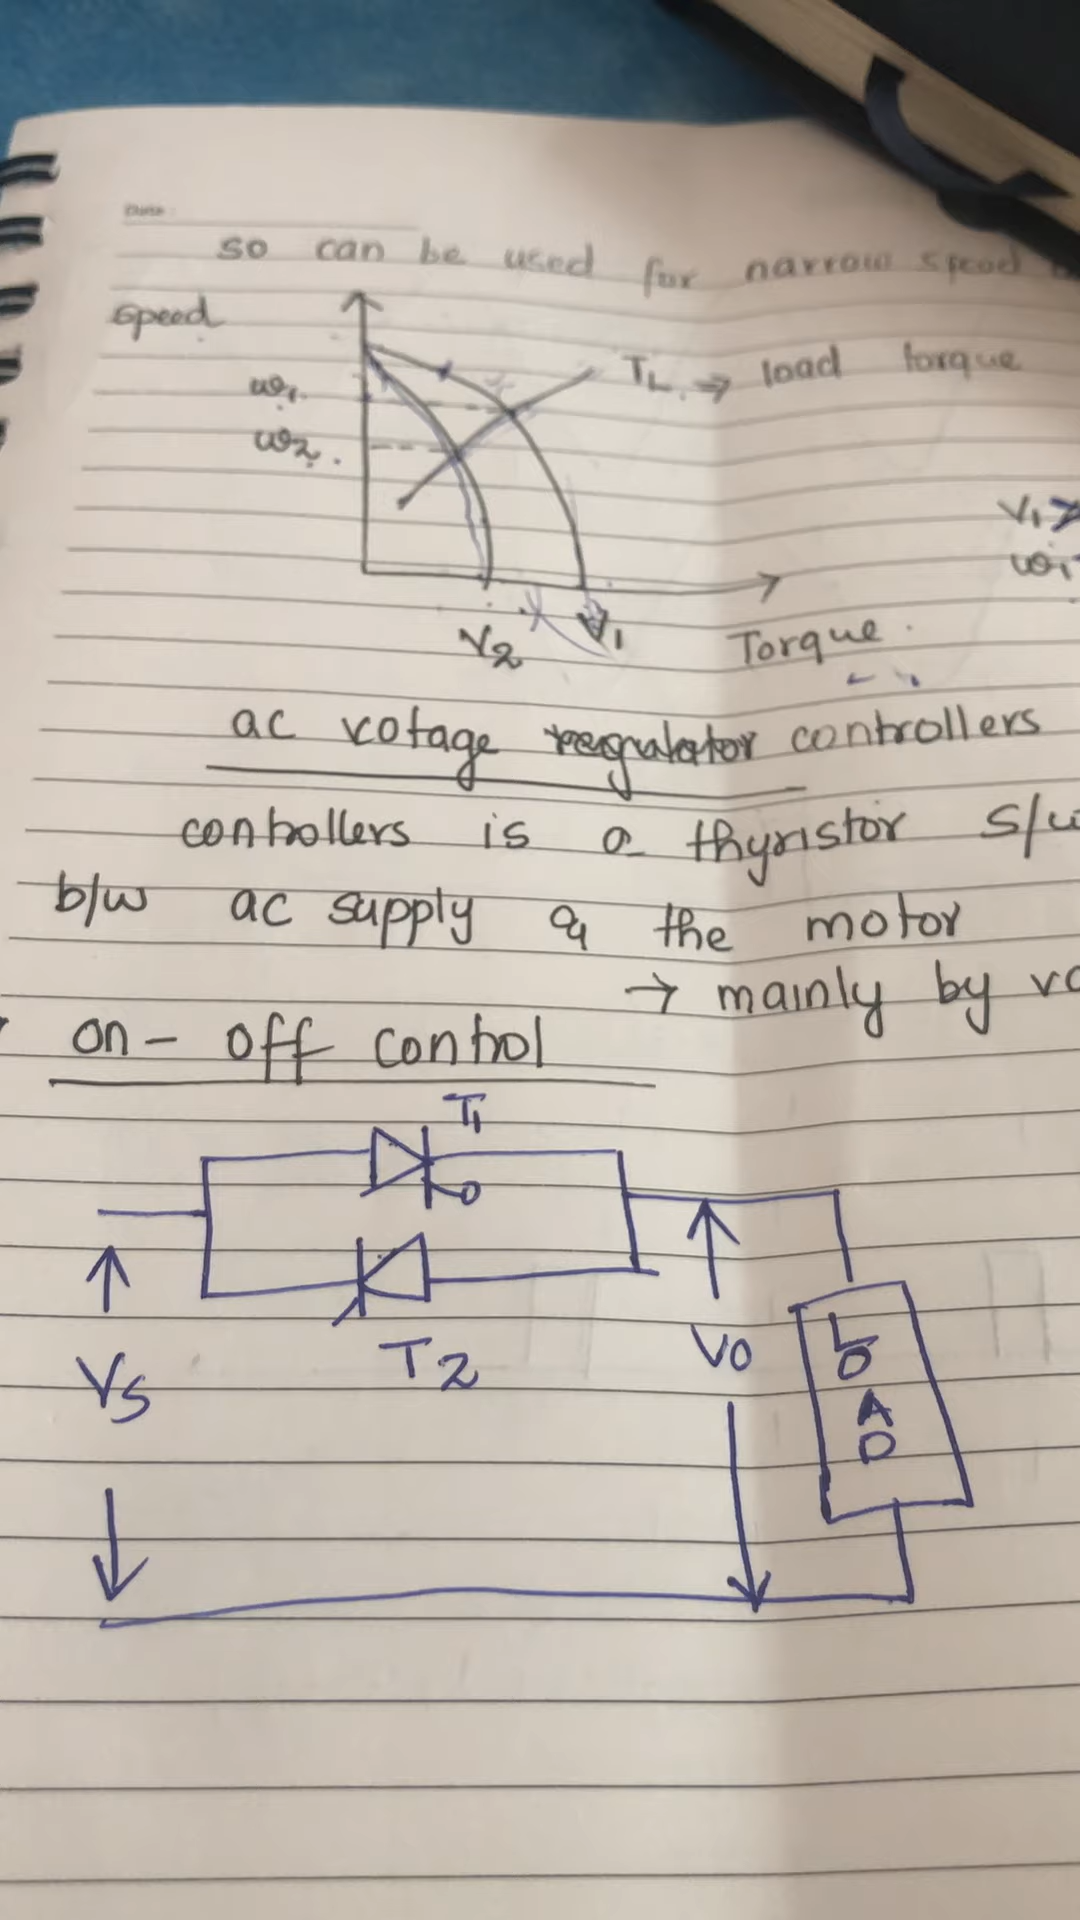 so can be used for narrow speed
speed
ω1.
ω2.
TL → load torque
V1>
ω1
V2
V1
Torque.
ac votage regulator controllers
controllers is a thyristor s/w
b/w ac supply & the motor
→ mainly by
on- off control
T1
T2
Vs
Vo
LOAD